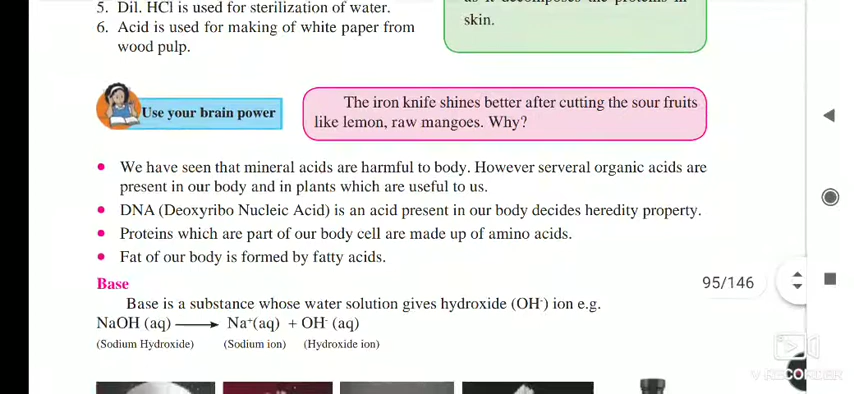 5. Dil. HCl is used for sterilization of water.
6. Acid is used for making of white paper from
wood pulp.
skin.
Use your brain power
The iron knife shines better after cutting the sour fruits
like lemon, raw mangoes. Why?
• We have seen that mineral acids are harmful to body. However serveral organic acids are
present in our body and in plants which are useful to us.
• DNA (Deoxyribo Nucleic Acid) is an acid present in our body decides heredity property.
• Proteins which are part of our body cell are made up of amino acids.
• Fat of our body is formed by fatty acids.
Base
95/146
Base is a substance whose water solution gives hydroxide (OH⁻) ion e.g.
NaOH (aq) ⟶ Na⁺(aq) + OH⁻ (aq)
(Sodium Hydroxide) (Sodium ion) (Hydroxide ion)
V RECORDER